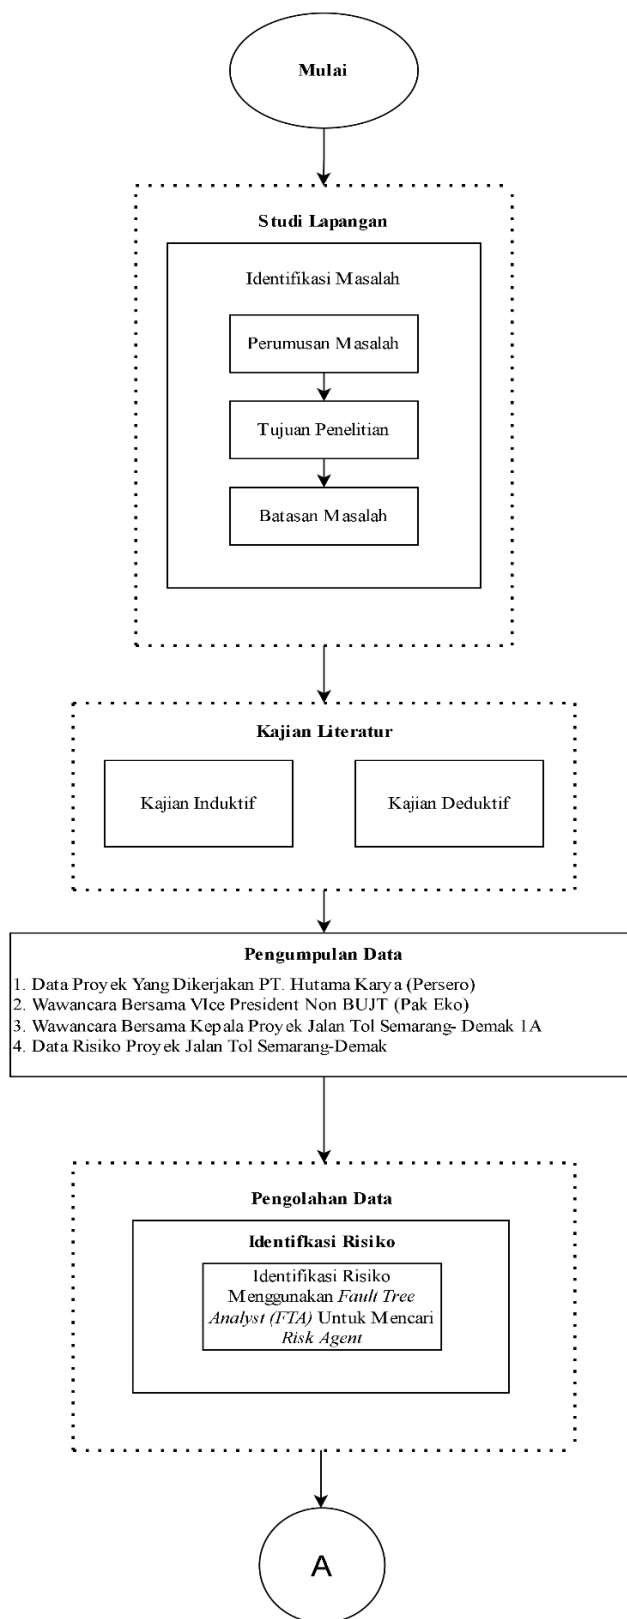 Mulai
Studi Lapangan
Identifikasi Masalah
Perumusan Masalah
Tujuan Penelitian
Batasan Masalah
Kajian Literatur
Kajian Induktif
Kajian Deduktif
Pengumpulan Data
1. Data Proyek Yang Dikerjakan PT. Hutama Karya (Persero)
2. Wawancara Bersama VIce President Non BUJT (Pak Eko)
3. Wawancara Bersama Kepala Proyek Jalan Tol Semarang- Demak 1A
4. Data Risiko Proyek Jalan Tol Semarang-Demak
Pengolahan Data
Identifkasi Risiko
Identifikasi Risiko
Menggunakan Fault Tree
Analyst (FTA) Untuk Mencari
Risk Agent
A